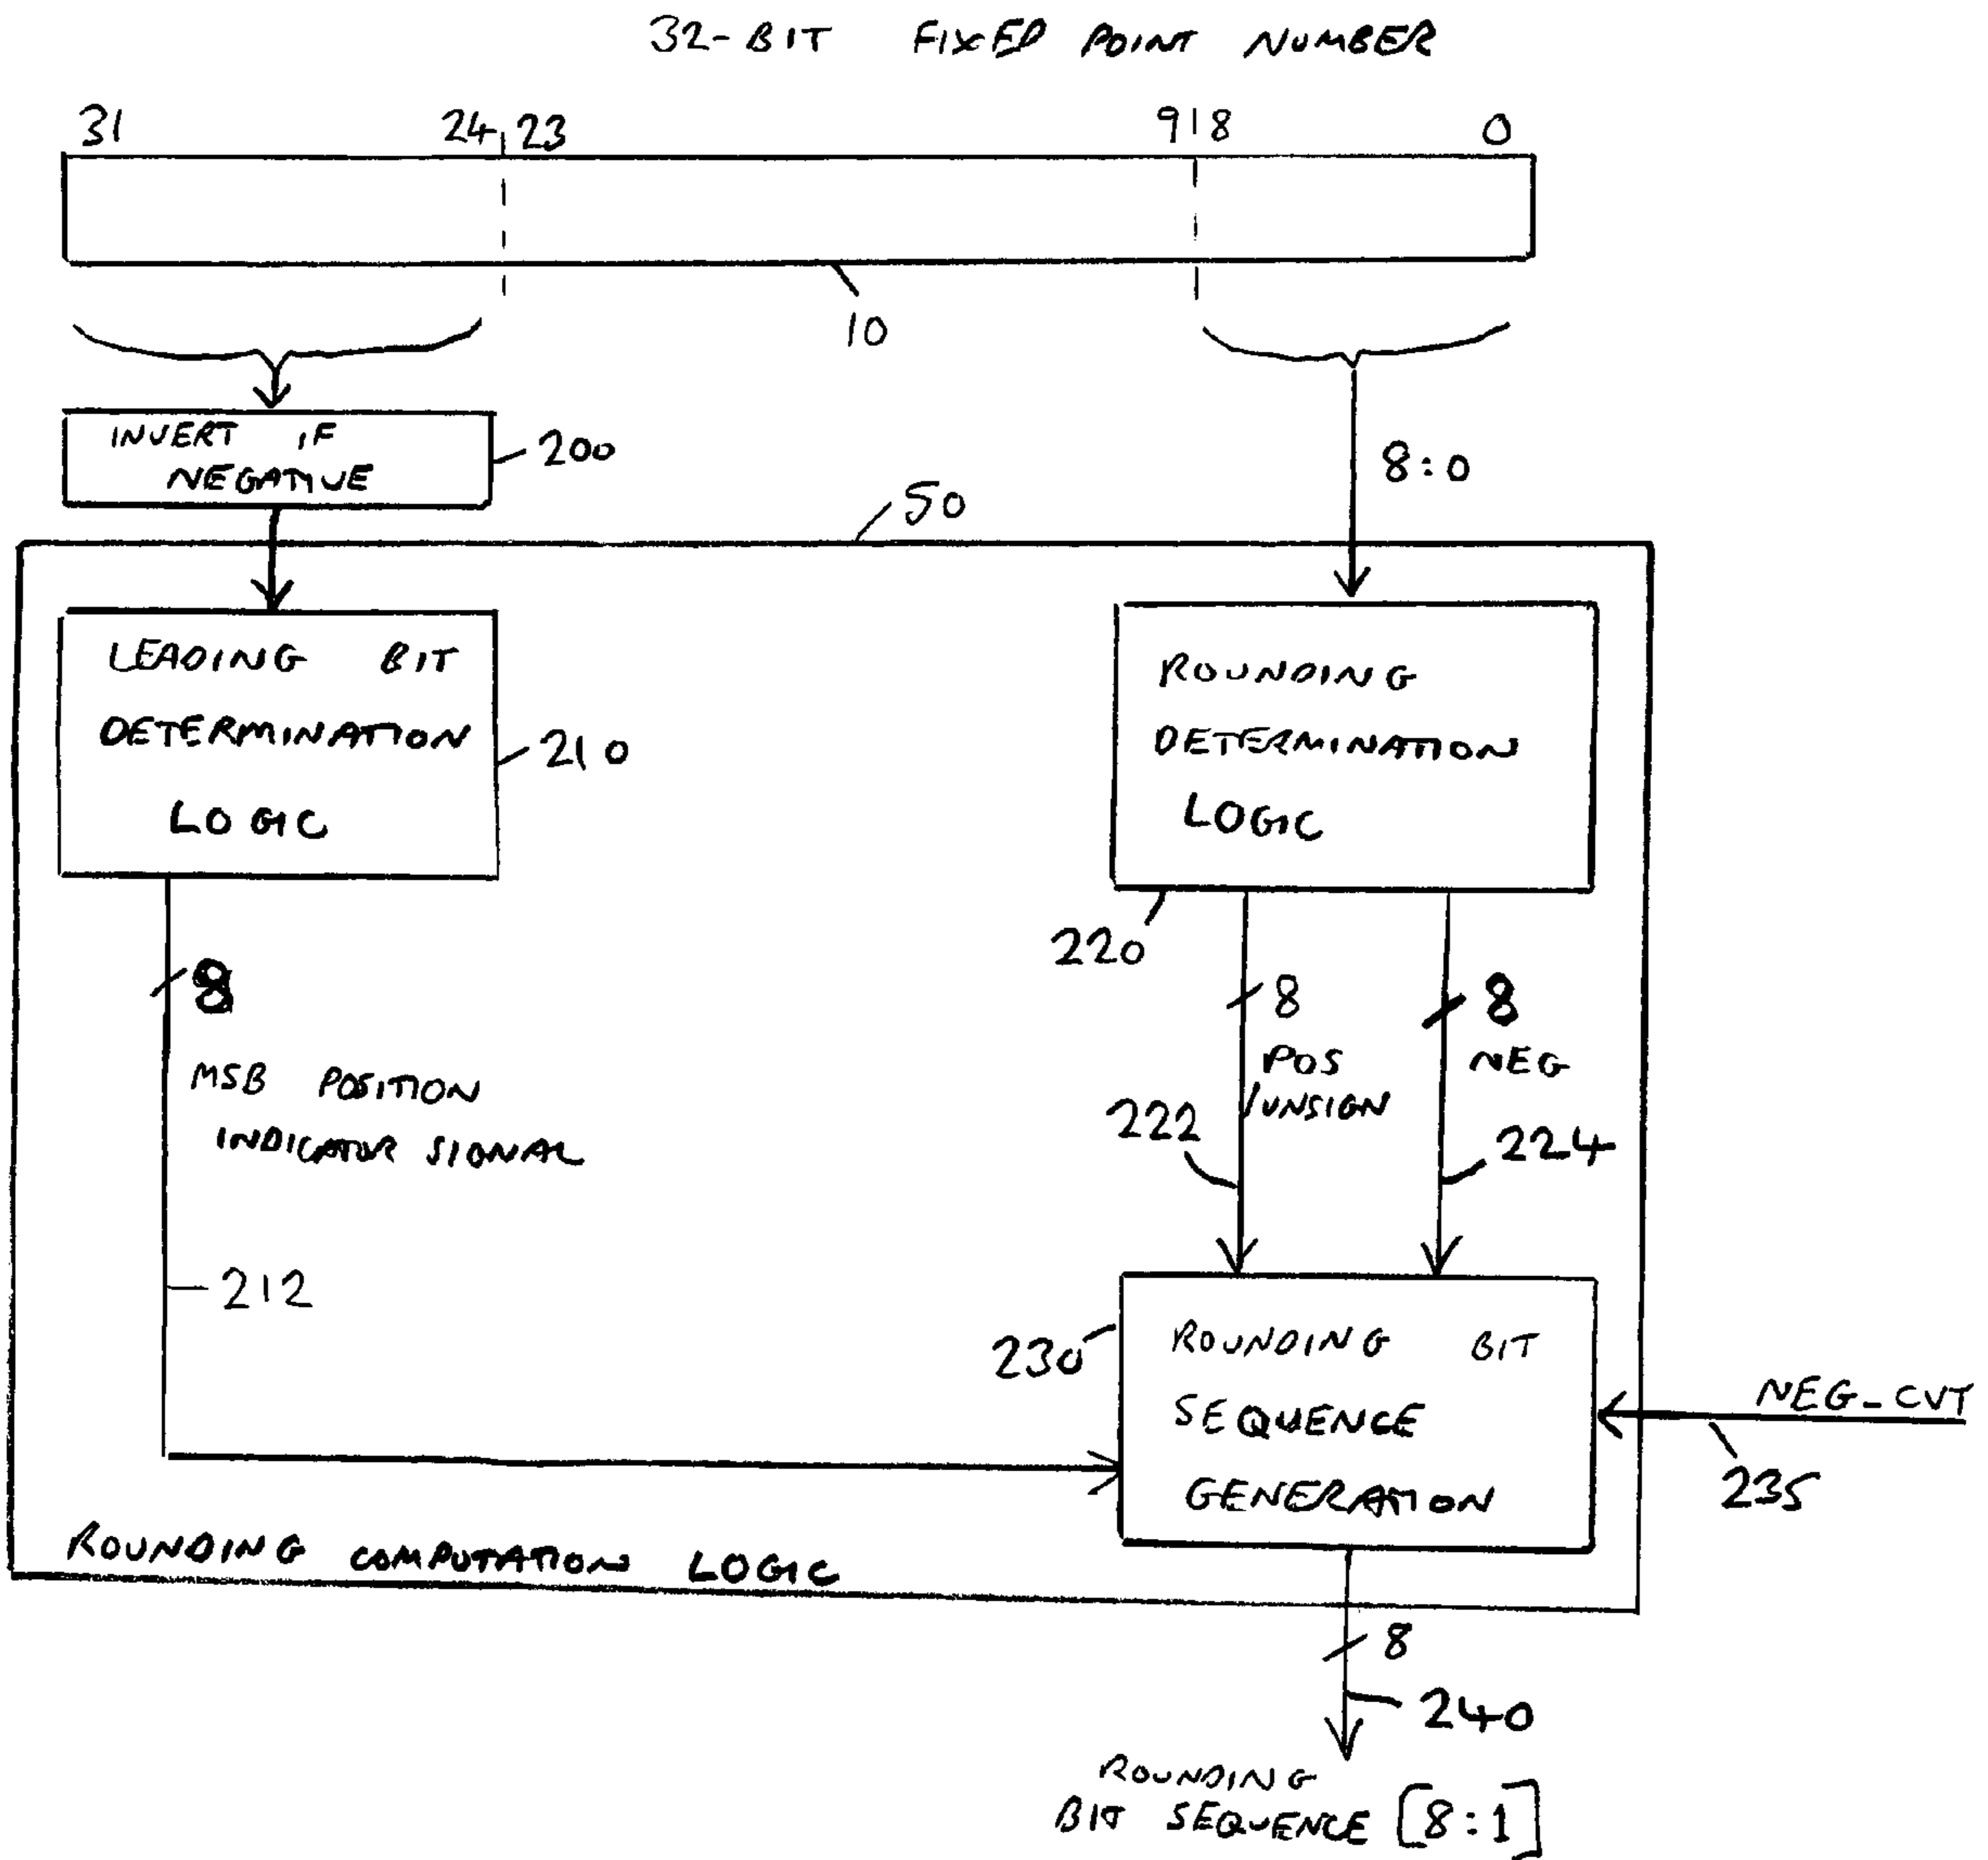 32-BIT FIXED POINT NUMBER
31 24 23 9 8 0
10
INVERT IF
NEGATIVE
200
8:0
50
LEADING BIT
DETERMINATION
LOGIC
210
ROUNDING
DETERMINATION
LOGIC
220
8
MSB POSITION
INDICATOR SIGNAL
212
8
POS
/UNSIGN
222
8
NEG
224
230
ROUNDING BIT
SEQUENCE
GENERATION
NEG_CVT
235
ROUNDING COMPUTATION LOGIC
8
240
ROUNDING
BIT SEQUENCE [8:1]